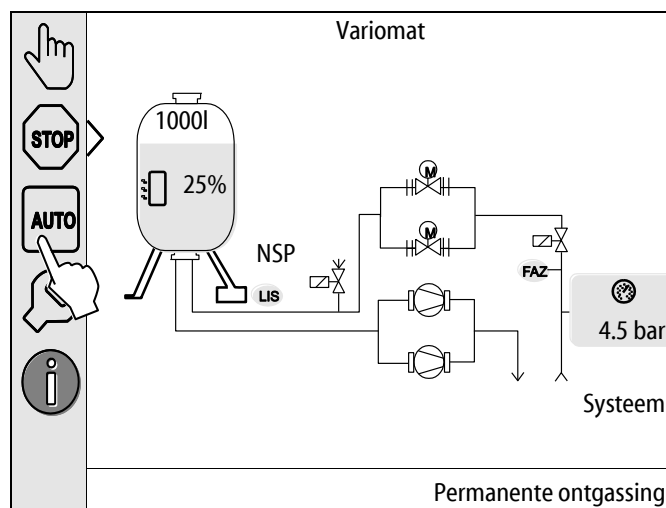 Variomat
STOP
1000l
25%
AUTO
M
M
NSP
LIS
FAZ
4.5 bar
Systeem
Permanente ontgassing